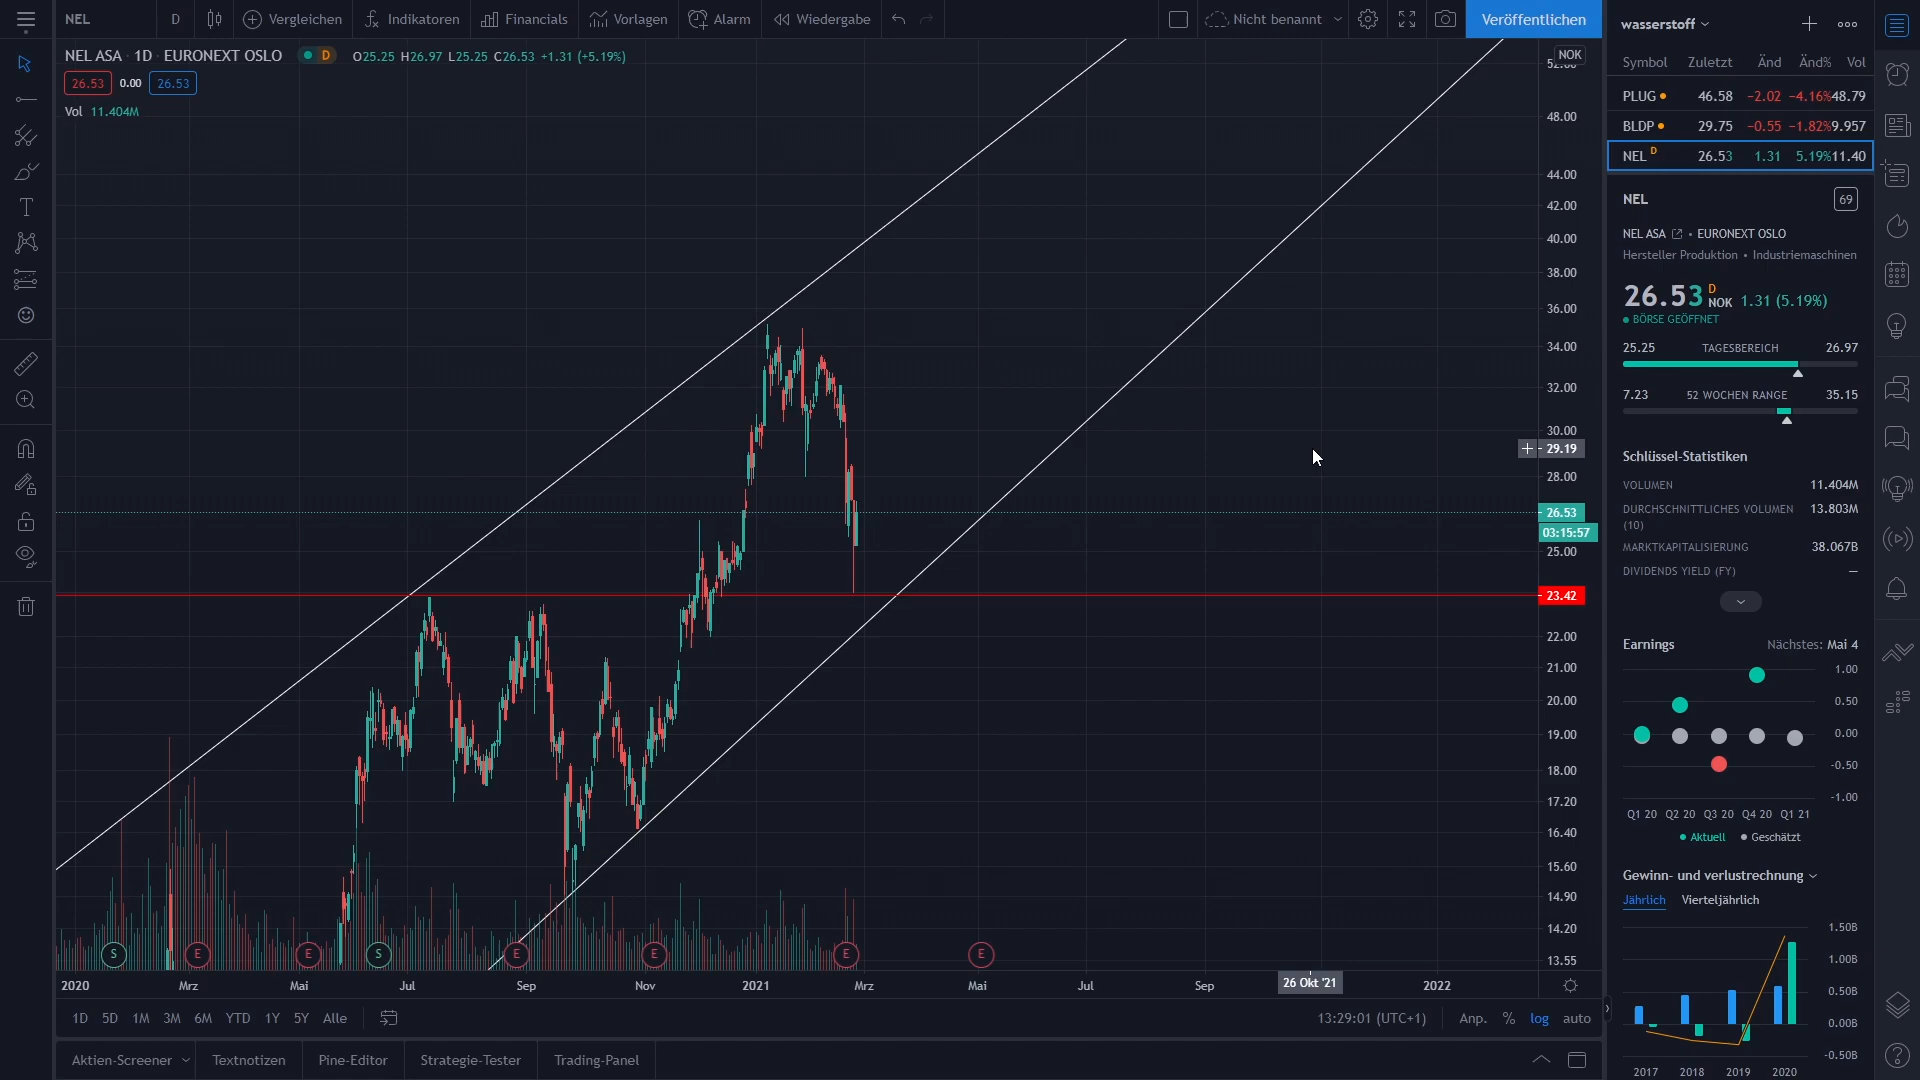 NEL D Vergleichen Indikatoren Financials Vorlagen Alarm Wiedergabe Nicht benannt Veröffentlichen
NEL ASA · 1D · EURONEXT OSLO D O25.25 H26.97 L25.25 C26.53 +1.31 (+5.19%)
26.53 0.00 26.53
Vol 11.404M
NOK
48.00
44.00
42.00
40.00
38.00
36.00
34.00
32.00
30.00
29.19
28.00
26.53
03:15:57
25.00
23.42
22.00
21.00
20.00
19.00
18.00
17.20
16.40
15.60
14.90
14.20
13.55
S E E S E E E E
2020 Mrz Mai Jul Sep Nov 2021 Mrz Mai Jul Sep 26 Okt '21 2022
1D 5D 1M 3M 6M YTD 1Y 5Y Alle 13:29:01 (UTC+1) Anp. % log auto
Aktien-Screener Textnotizen Pine-Editor Strategie-Tester Trading-Panel
wasserstoff
Symbol Zuletzt Änd Änd% Vol
PLUG 46.58 −2.02 −4.16% 48.79
BLDP 29.75 −0.55 −1.82% 9.957
NEL D 26.53 1.31 5.19% 11.40
NEL 69
NEL ASA • EURONEXT OSLO
Hersteller Produktion • Industriemaschinen
26.53 D NOK 1.31 (5.19%)
BÖRSE GEÖFFNET
25.25 TAGESBEREICH 26.97
7.23 52 WOCHEN RANGE 35.15
Schlüssel-Statistiken
VOLUMEN 11.404M
DURCHSCHNITTLICHES VOLUMEN 13.803M
(10)
MARKTKAPITALISIERUNG 38.067B
DIVIDENDS YIELD (FY) —
Earnings Nächstes: Mai 4
1.00
0.50
0.00
-0.50
-1.00
Q1 20 Q2 20 Q3 20 Q4 20 Q1 21
Aktuell Geschätzt
Gewinn- und verlustrechnung
Jährlich Vierteljährlich
1.50B
1.00B
0.50B
0.00B
-0.50B
2017 2018 2019 2020